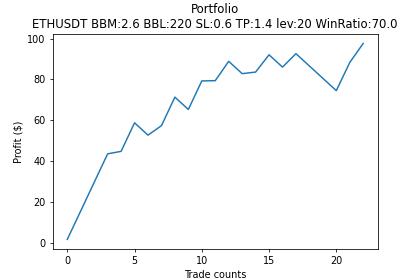 Portfolio
ETHUSDT BBM:2.6 BBL:220 SL:0.6 TP:1.4 lev:20 WinRatio:70.0
100
80
60
40
20
0
Profit ($)
0 5 10 15 20
Trade counts